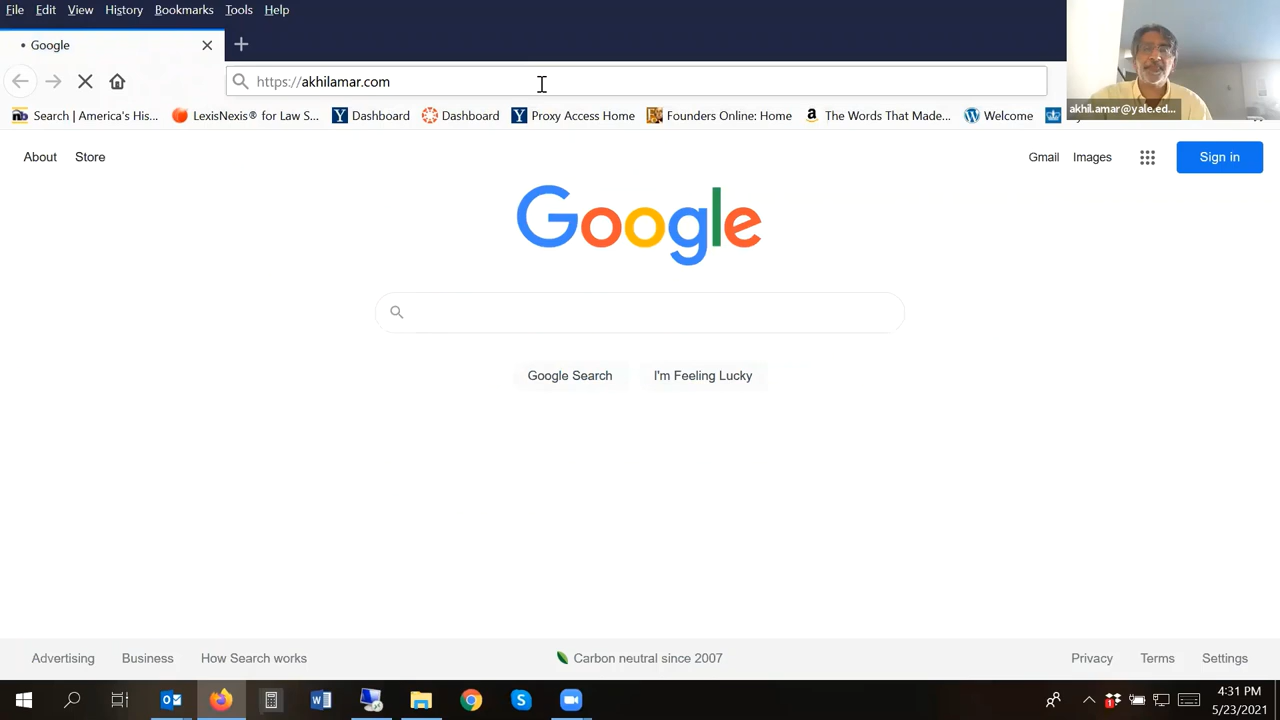 File Edit View History Bookmarks Tools Help
• Google
https://akhilamar.com
akhil.amar@yale.ed...
Search | America's His... LexisNexis® for Law S... Dashboard Dashboard Proxy Access Home Founders Online: Home The Words That Made... Welcome
About Store Gmail Images Sign in
Google
Google Search I'm Feeling Lucky
Advertising Business How Search works Carbon neutral since 2007 Privacy Terms Settings
4:31 PM
5/23/2021